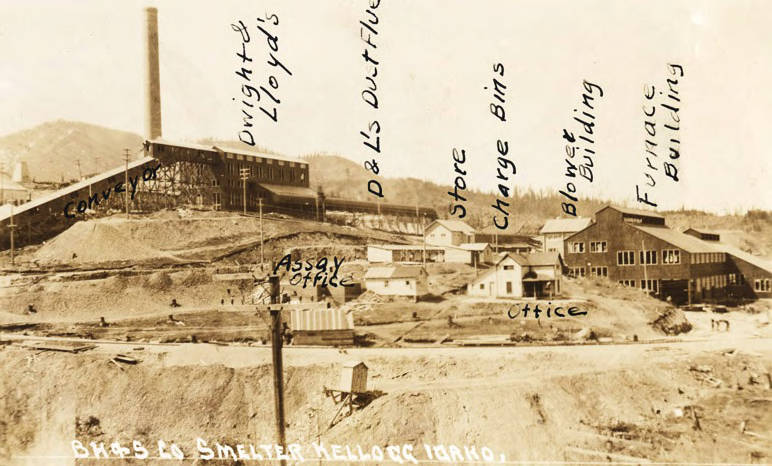 Dwight &
Lloyd's
D & L's Duct Flue
Store
Charge Bins
Blower
Building
Furnace
Building
Conveyor
Assay
Office
Office
BH&S CO SMELTER KELLOGG IDAHO.